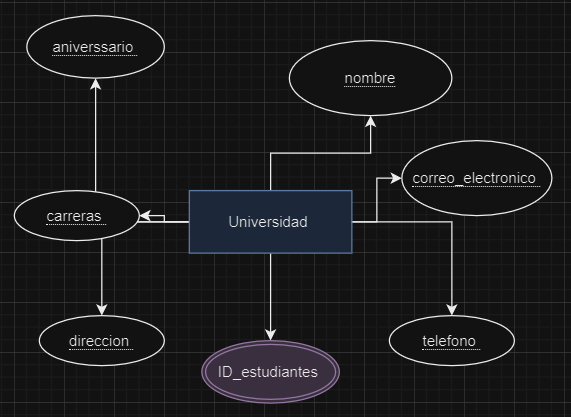 aniverssario
nombre
correo_electronico
carreras
Universidad
direccion
telefono
ID_estudiantes